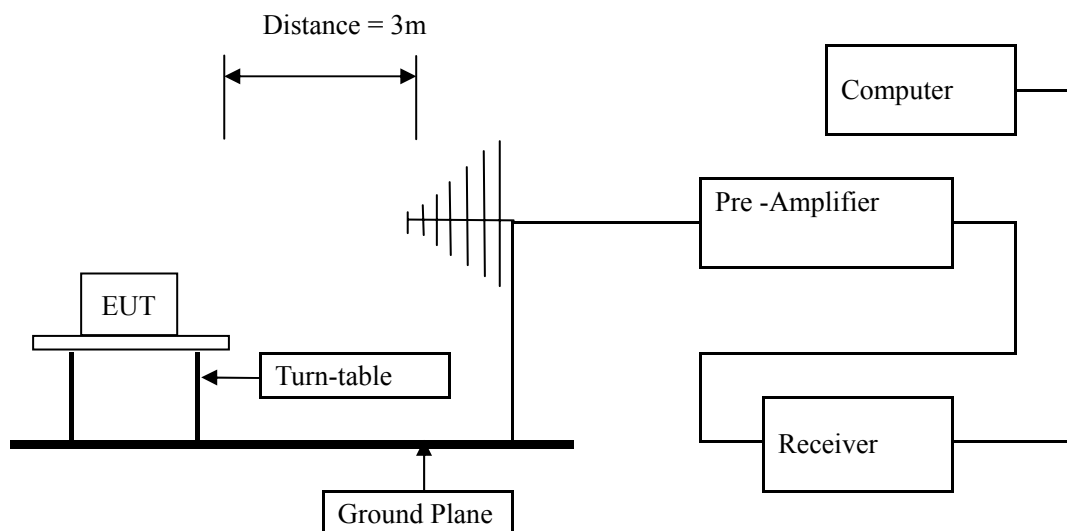 Distance = 3m
Computer
Pre -Amplifier
EUT
Turn-table
Receiver
Ground Plane